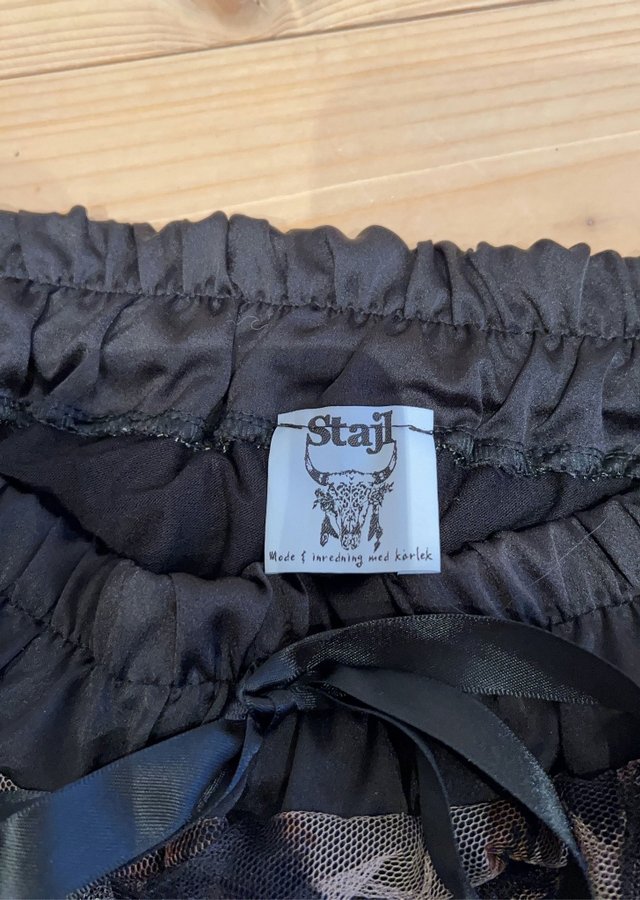 Stajl
Mode & inredning med kärlek